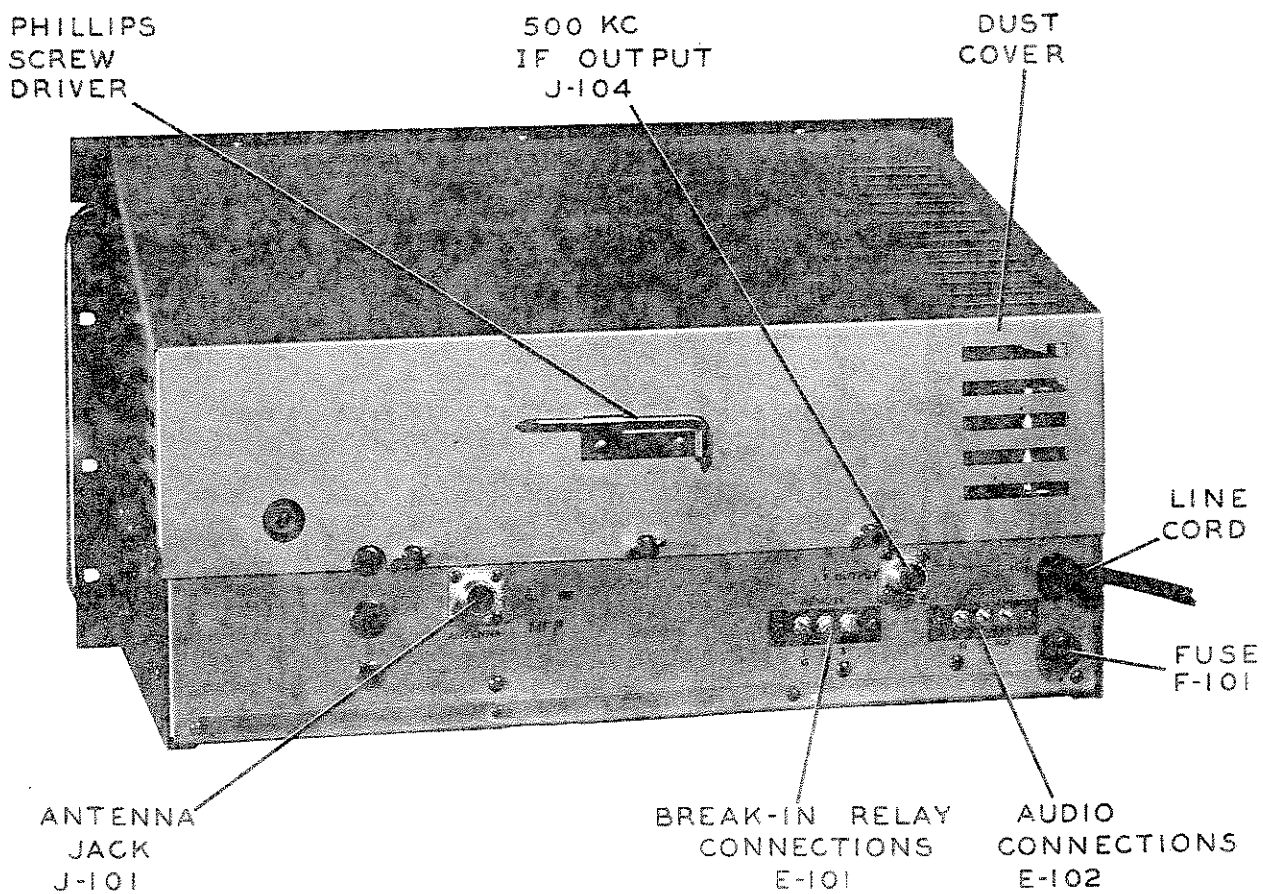 PHILLIPS
SCREW
DRIVER
500 KC
IF OUTPUT
J-104
DUST
COVER
LINE
CORD
FUSE
F-101
OUTPUT
G
ANTENNA
JACK
J-101
BREAK-IN RELAY
CONNECTIONS
E-101
AUDIO
CONNECTIONS
E-102